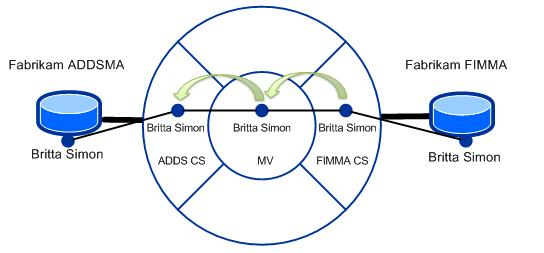 Fabrikam ADDSMA
Fabrikam FIMMA
Britta Simon
Britta Simon
Britta Simon
Britta Simon
Britta Simon
ADDS CS
MV
FIMMA CS